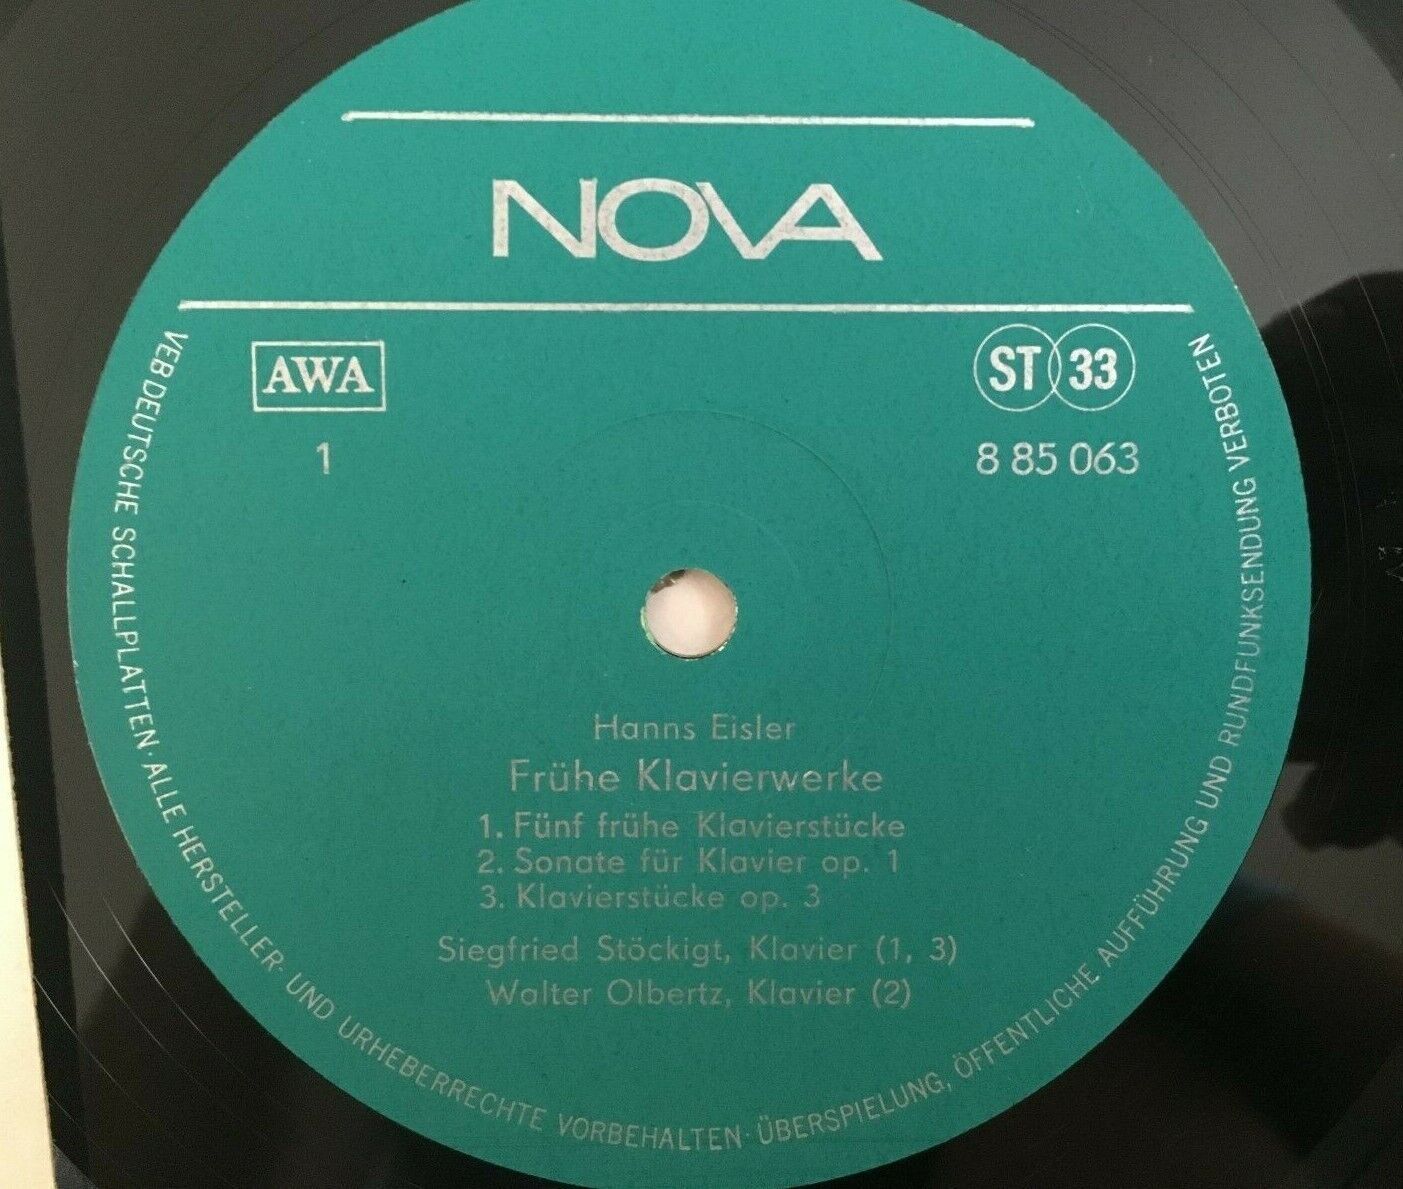 NOVA
AWA
ST 33
1
8 85 063
Hanns Eisler
Frühe Klavierwerke
1. Fünf frühe Klavierstücke
2. Sonate für Klavier op. 1
3. Klavierstücke op. 3
Siegfried Stöckigt, Klavier (1, 3)
Walter Olbertz, Klavier (2)
VEB DEUTSCHE SCHALLPLATTEN · ALLE HERSTELLER- UND URHEBERRECHTE VORBEHALTEN · ÜBERSPIELUNG, ÖFFENTLICHE AUFFÜHRUNG UND RUNDFUNKSENDUNG VERBOTEN